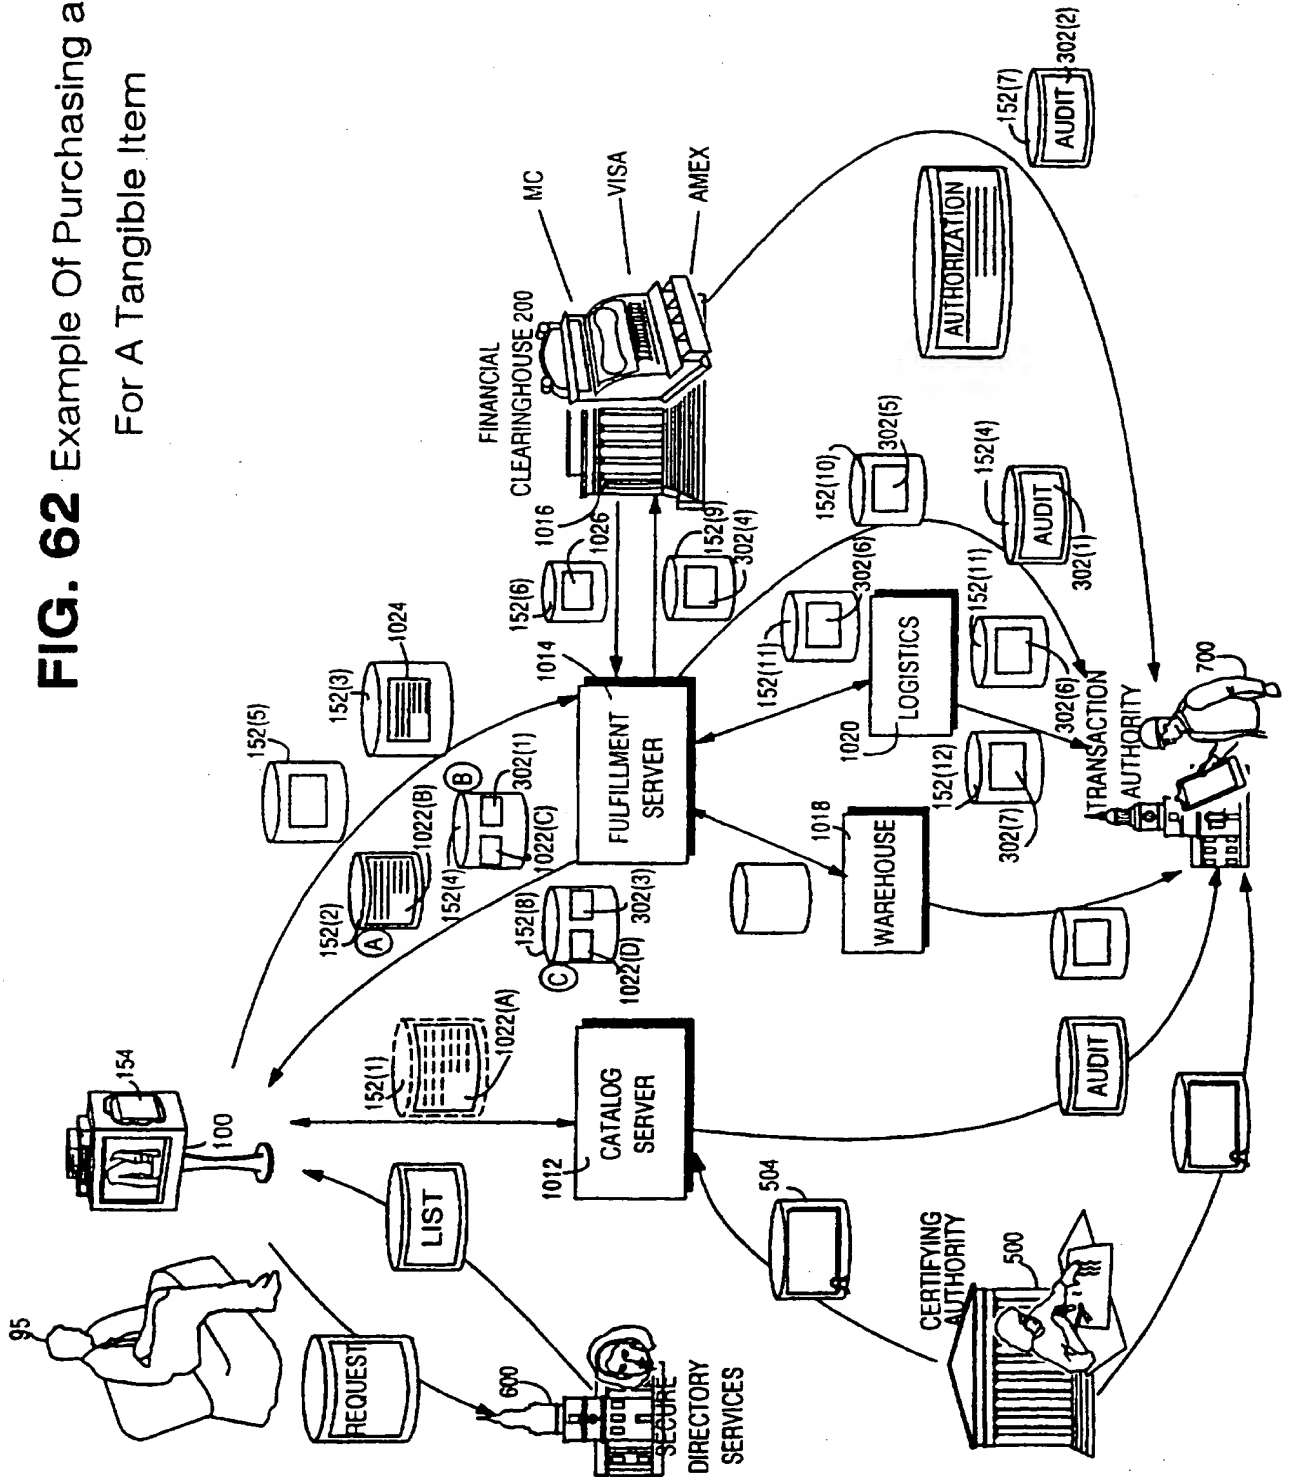 FIG. 62 Example Of Purchasing a
For A Tangible Item
95
154
100
REQUEST
LIST
600
SECURE
DIRECTORY
SERVICES
152(1)
1022(A)
CATALOG
SERVER
1012
504
CERTIFYING
AUTHORITY
500
152(5)
152(3)
1024
152(2)
A
1022(B)
152(4)
B
302(1)
1022(C)
152(8)
C
302(3)
1022(D)
FULFILLMENT
SERVER
1014
152(6)
1026
1016
FINANCIAL
CLEARINGHOUSE 200
MC
VISA
AMEX
152(9)
302(4)
152(10)
302(5)
152(11)
302(6)
LOGISTICS
1020
152(11)
302(6)
WAREHOUSE
1018
152(12)
302(7)
152(4)
AUDIT
302(1)
AUTHORIZATION
152(7)
AUDIT
302(2)
TRANSACTION
AUTHORITY
700
AUDIT